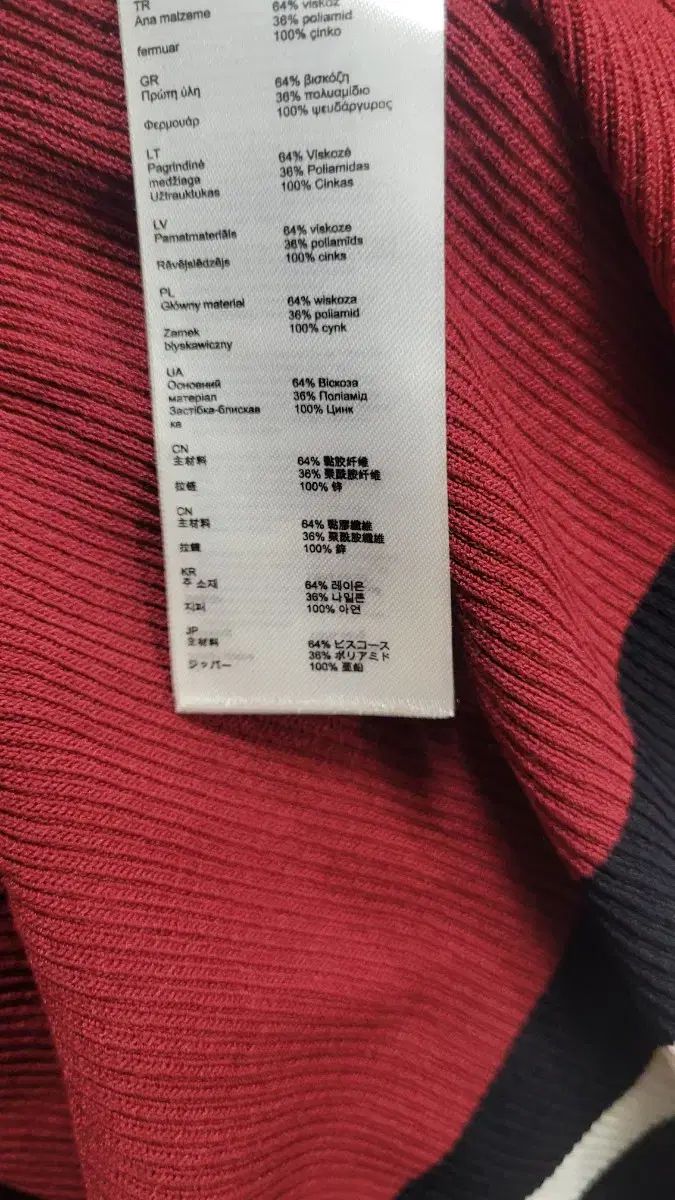 TR
Ana malzeme 64% viskoz
36% poliamid
fermuar 100% çinko
GR
Πρώτη ύλη 64% βισκόζη
36% πολυαμίδιο
Φερμουάρ 100% ψευδάργυρος
LT
Pagrindinė 64% Viskozė
medžiaga 36% Poliamidas
Užtrauktukas 100% Cinkas
LV
Pamatmateriāls 64% viskoze
36% poliamīds
Rāvējslēdzējs 100% cinks
PL
Główny materiał 64% wiskoza
36% poliamid
Zamek 100% cynk
błyskawiczny
UA
Основний 64% Віскоза
матеріал 36% Поліамід
Застібка-блискав 100% Цинк
ка
CN
主材料 64% 黏胶纤维
36% 聚酰胺纤维
拉链 100% 锌
CN
主材料 64% 黏膠纖維
36% 聚酰胺纖維
拉鏈 100% 鋅
KR
주 소재 64% 레이온
36% 나일론
지퍼 100% 아연
JP
主材料 64% ビスコース
36% ポリアミド
ジッパー 100% 亜鉛